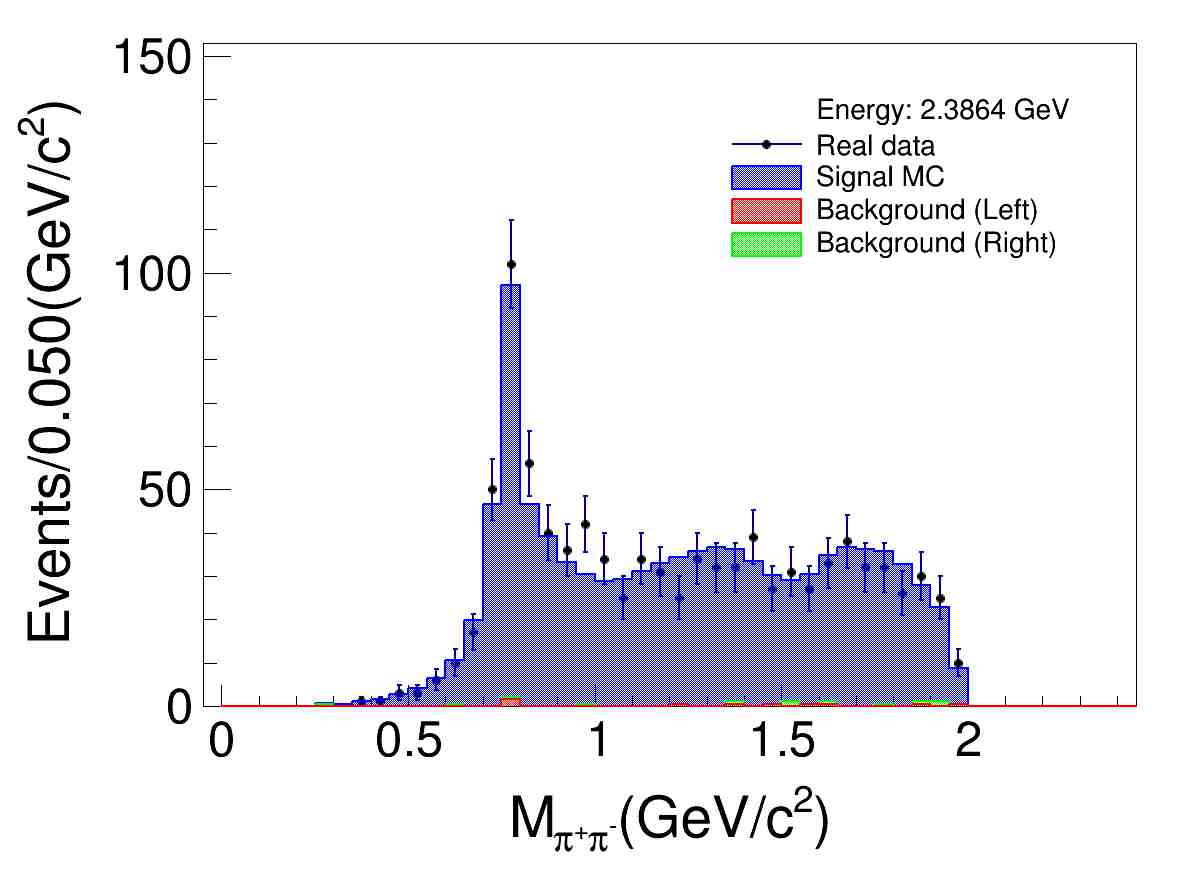 150
100
50
0
Events/0.050(GeV/c²)
Energy: 2.3864 GeV
Real data
Signal MC
Background (Left)
Background (Right)
0 0.5 1 1.5 2
Mπ⁺π⁻(GeV/c²)